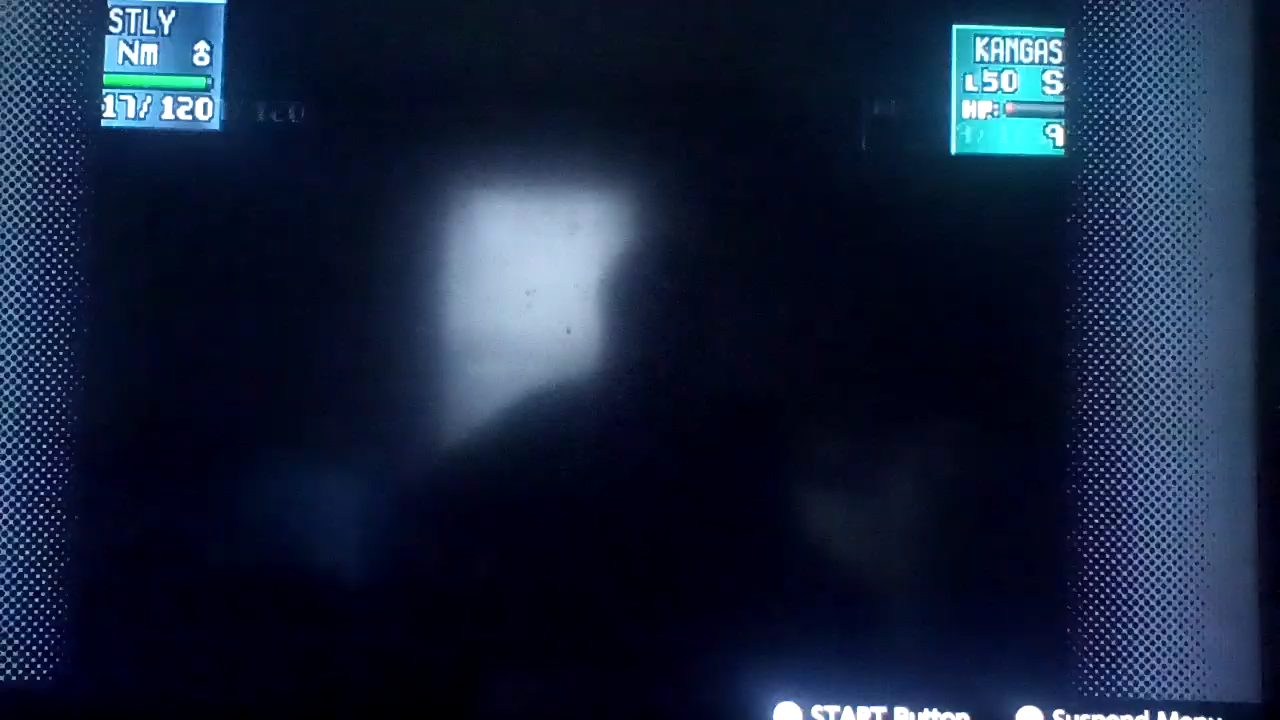 STLY
Nm ♂
17/120
KANGAS
L50 S
HP:
9
START Button
Suspend Menu